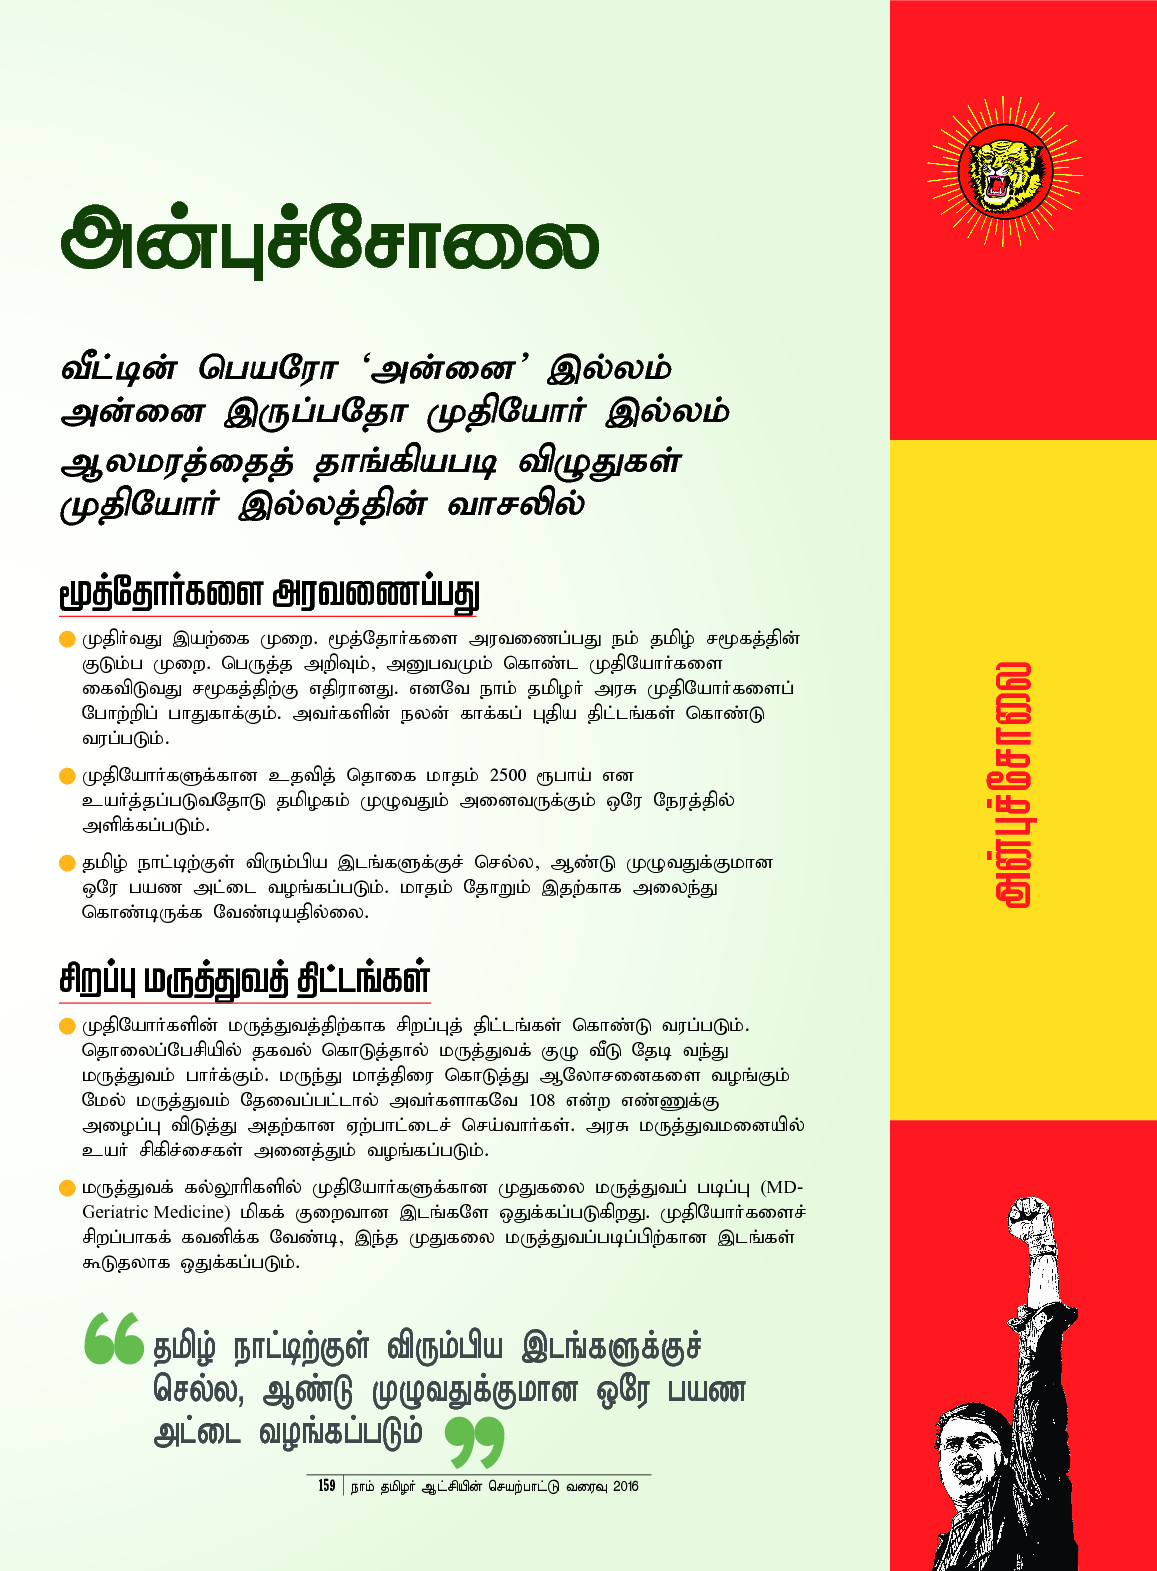 அன்புச்சோலை
வீட்டின் பெயரோ ‘அன்னை’ இல்லம்
அன்னை இருப்பதோ முதியோர் இல்லம்
ஆலமரத்தைத் தாங்கியபடி விழுதுகள்
முதியோர் இல்லத்தின் வாசலில்
மூத்தோர்களை அரவணைப்பது
முதிர்வது இயற்கை முறை. மூத்தோர்களை அரவணைப்பது நம் தமிழ் சமூகத்தின்
குடும்ப முறை. பெருத்த அறிவும், அனுபவமும் கொண்ட முதியோர்களை
கைவிடுவது சமூகத்திற்கு எதிரானது. எனவே நாம் தமிழர் அரசு முதியோர்களைப்
போற்றிப் பாதுகாக்கும். அவர்களின் நலன் காக்கப் புதிய திட்டங்கள் கொண்டு
வரப்படும்.
முதியோர்களுக்கான உதவித் தொகை மாதம் 2500 ரூபாய் என
உயர்த்தப்படுவதோடு தமிழகம் முழுவதும் அனைவருக்கும் ஒரே நேரத்தில்
அளிக்கப்படும்.
தமிழ் நாட்டிற்குள் விரும்பிய இடங்களுக்குச் செல்ல, ஆண்டு முழுவதுக்குமான
ஒரே பயண அட்டை வழங்கப்படும். மாதம் தோறும் இதற்காக அலைந்து
கொண்டிருக்க வேண்டியதில்லை.
சிறப்பு மருத்துவத் திட்டங்கள்
முதியோர்களின் மருத்துவத்திற்காக சிறப்புத் திட்டங்கள் கொண்டு வரப்படும்.
தொலைப்பேசியில் தகவல் கொடுத்தால் மருத்துவக் குழு வீடு தேடி வந்து
மருத்துவம் பார்க்கும். மருந்து மாத்திரை கொடுத்து ஆலோசனைகளை வழங்கும்
மேல் மருத்துவம் தேவைப்பட்டால் அவர்களாகவே 108 என்ற எண்ணுக்கு
அழைப்பு விடுத்து அதற்கான ஏற்பாட்டைச் செய்வார்கள். அரசு மருத்துவமனையில்
உயர் சிகிச்சைகள் அனைத்தும் வழங்கப்படும்.
மருத்துவக் கல்லூரிகளில் முதியோர்களுக்கான முதுகலை மருத்துவப் படிப்பு (MD-
Geriatric Medicine) மிகக் குறைவான இடங்களே ஒதுக்கப்படுகிறது. முதியோர்களைச்
சிறப்பாகக் கவனிக்க வேண்டி, இந்த முதுகலை மருத்துவப்படிப்பிற்கான இடங்கள்
கூடுதலாக ஒதுக்கப்படும்.
“தமிழ் நாட்டிற்குள் விரும்பிய இடங்களுக்குச்
செல்ல, ஆண்டு முழுவதுக்குமான ஒரே பயண
அட்டை வழங்கப்படும்”
159 | நாம் தமிழர் ஆட்சியின் செயற்பாட்டு வரைவு 2016
அன்புச்சோலை